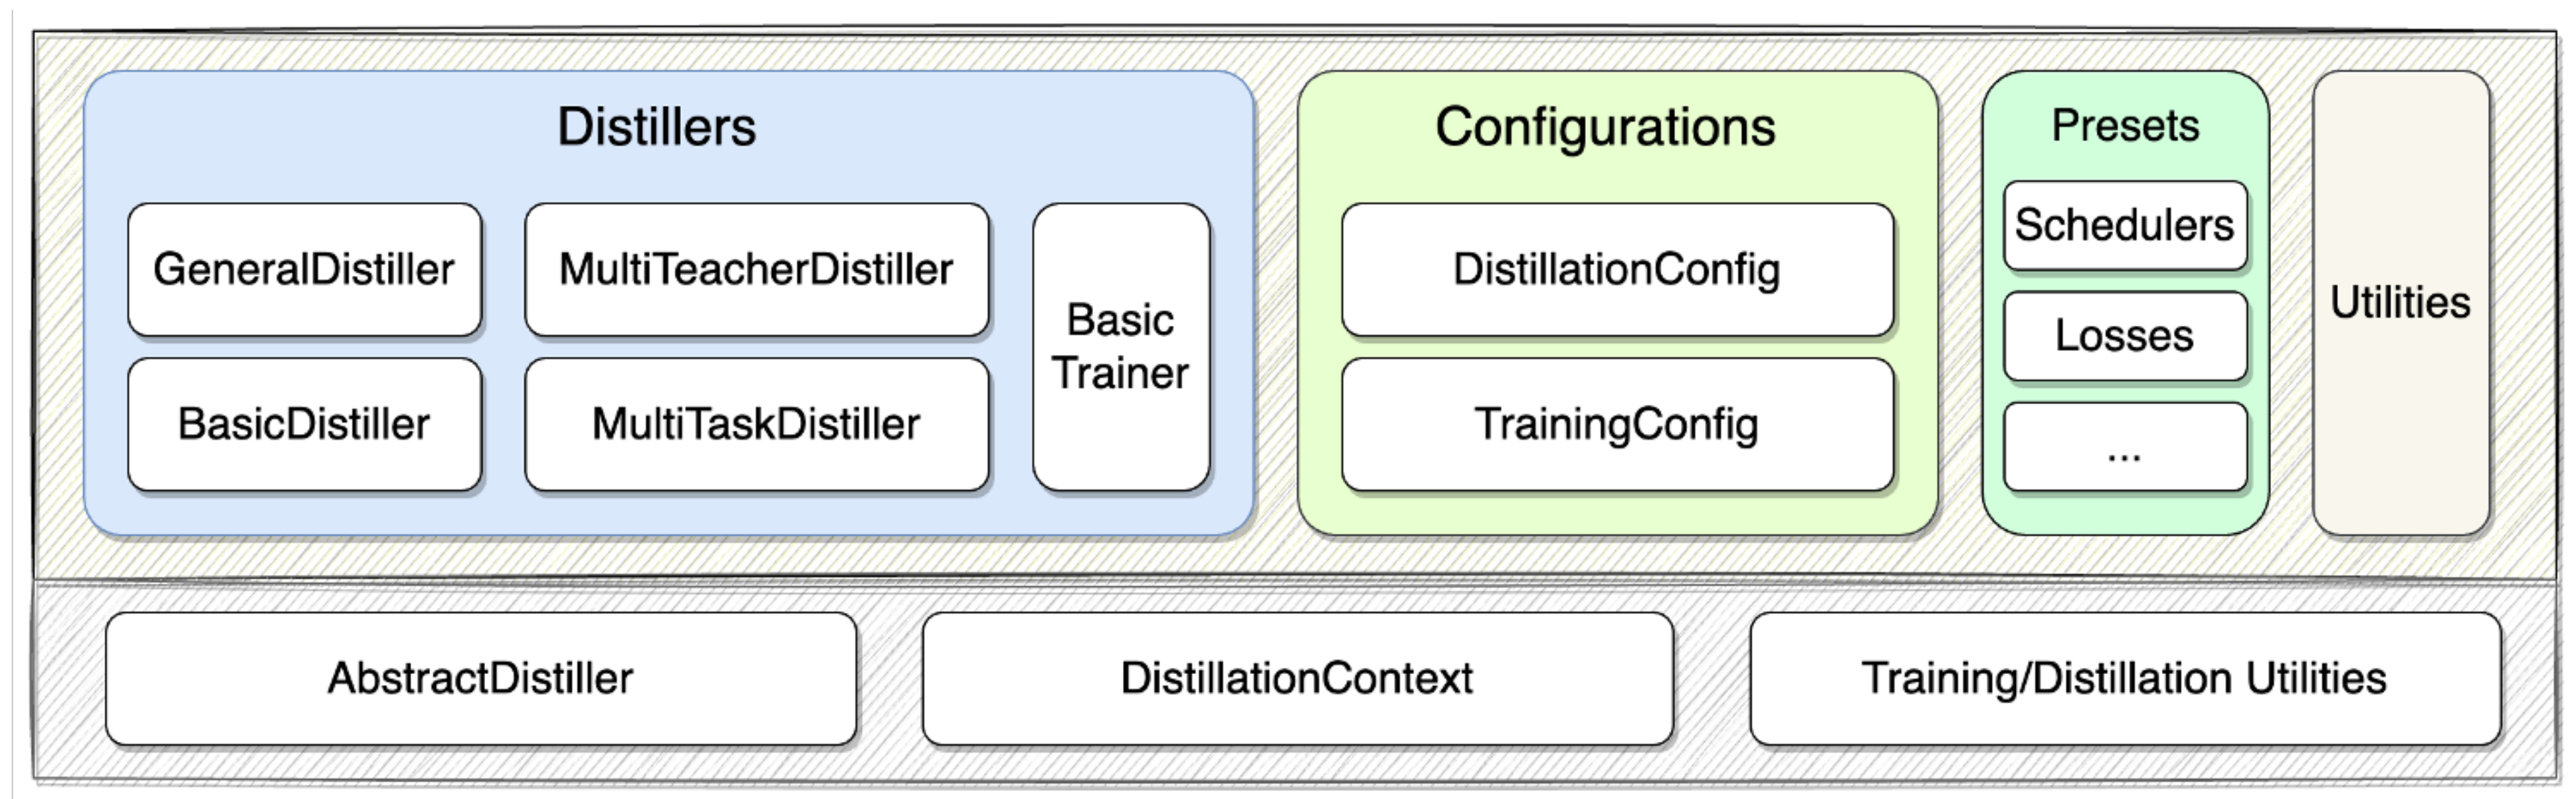 Distillers
GeneralDistiller
MultiTeacherDistiller
Basic
Trainer
BasicDistiller
MultiTaskDistiller
Configurations
DistillationConfig
TrainingConfig
Presets
Schedulers
Losses
...
Utilities
AbstractDistiller
DistillationContext
Training/Distillation Utilities